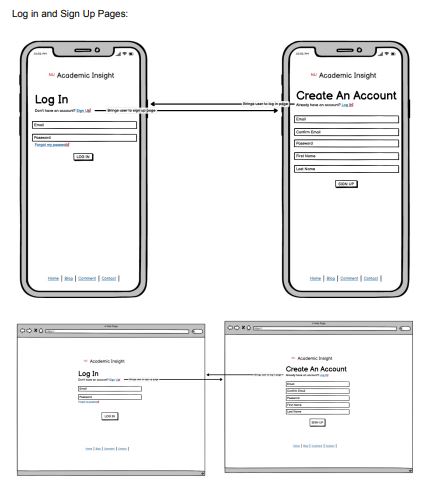 Log in and Sign Up Pages:
NU Academic Insight
Log In
Don't have an account? Sign Up!
Brings user to sign up page
Email
Password
Forgot my password!
LOG IN
Home | Blog | Comment | Contact |
NU Academic Insight
Create An Account
Brings user to log in page
Already have an account? Log In!
Email
Confirm Email
Password
First Name
Last Name
SIGN UP
Home | Blog | Comment | Contact |
A Web Page
Academic Insight
Log In
Don't have an account? Sign Up!
Brings user to sign up page
Email
Password
Forgot my password!
LOG IN
Home | Blog | Comment | Contact |
A Web Page
Academic Insight
Create An Account
Brings user to log in page
Already have an account? Log In!
Email
Confirm Email
Password
First Name
Last Name
SIGN UP
Home | Blog | Comment | Contact |